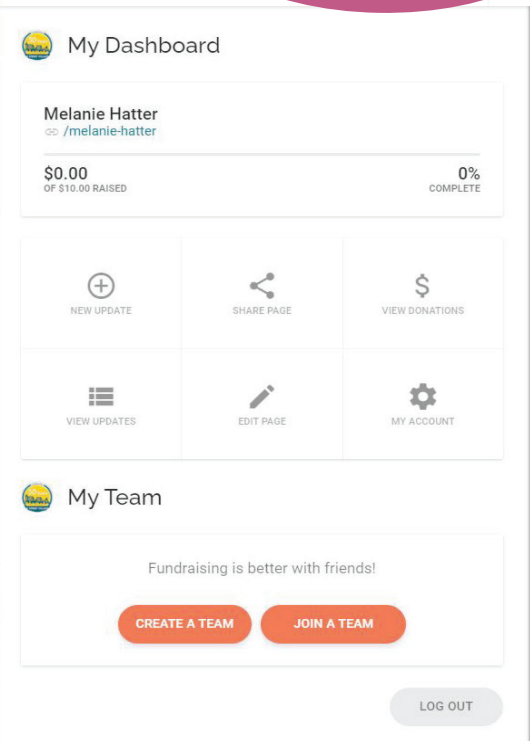 My Dashboard
Melanie Hatter
/melanie-hatter
$0.00 0%
OF $10.00 RAISED COMPLETE
NEW UPDATE SHARE PAGE VIEW DONATIONS
VIEW UPDATES EDIT PAGE MY ACCOUNT
My Team
Fundraising is better with friends!
CREATE A TEAM JOIN A TEAM
LOG OUT